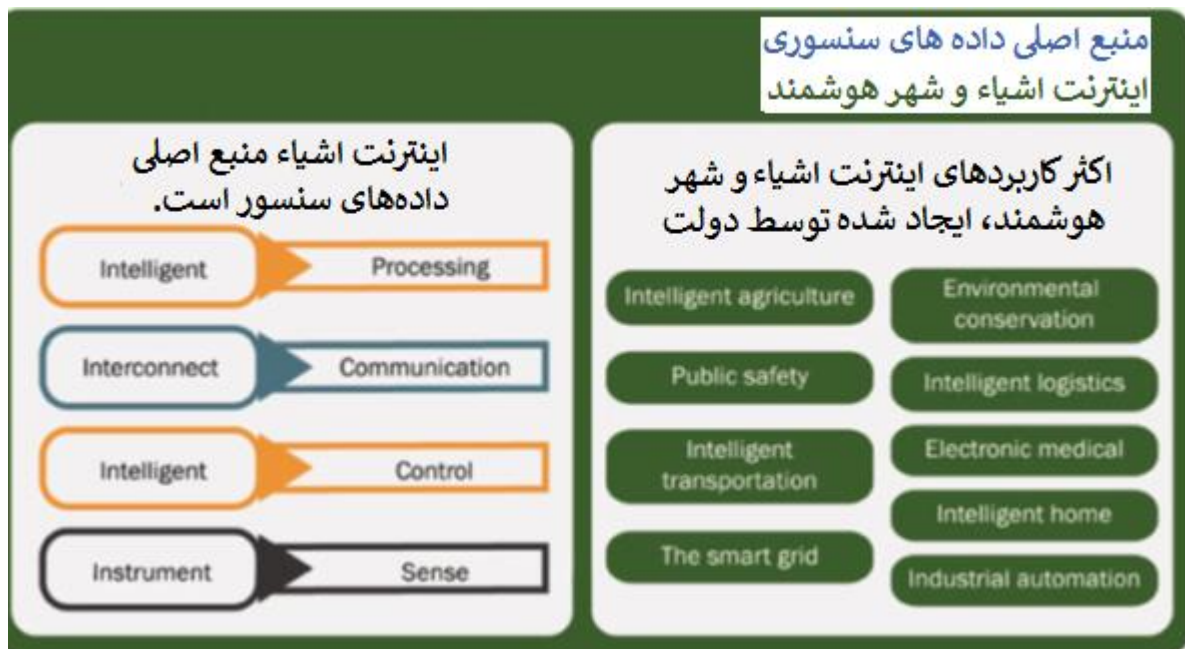 منبع اصلی داده های سنسوری
اینترنت اشیاء و شهر هوشمند
اکثر کاربردهای اینترنت اشیاء و شهر
هوشمند، ایجاد شده توسط دولت
Intelligent agriculture
Environmental
conservation
Public safety
Intelligent logistics
Intelligent
transportation
Electronic medical
Intelligent home
The smart grid
Industrial automation
اینترنت اشیاء منبع اصلی
داده‌های سنسور است.
Intelligent Processing
Interconnect Communication
Intelligent Control
Instrument Sense